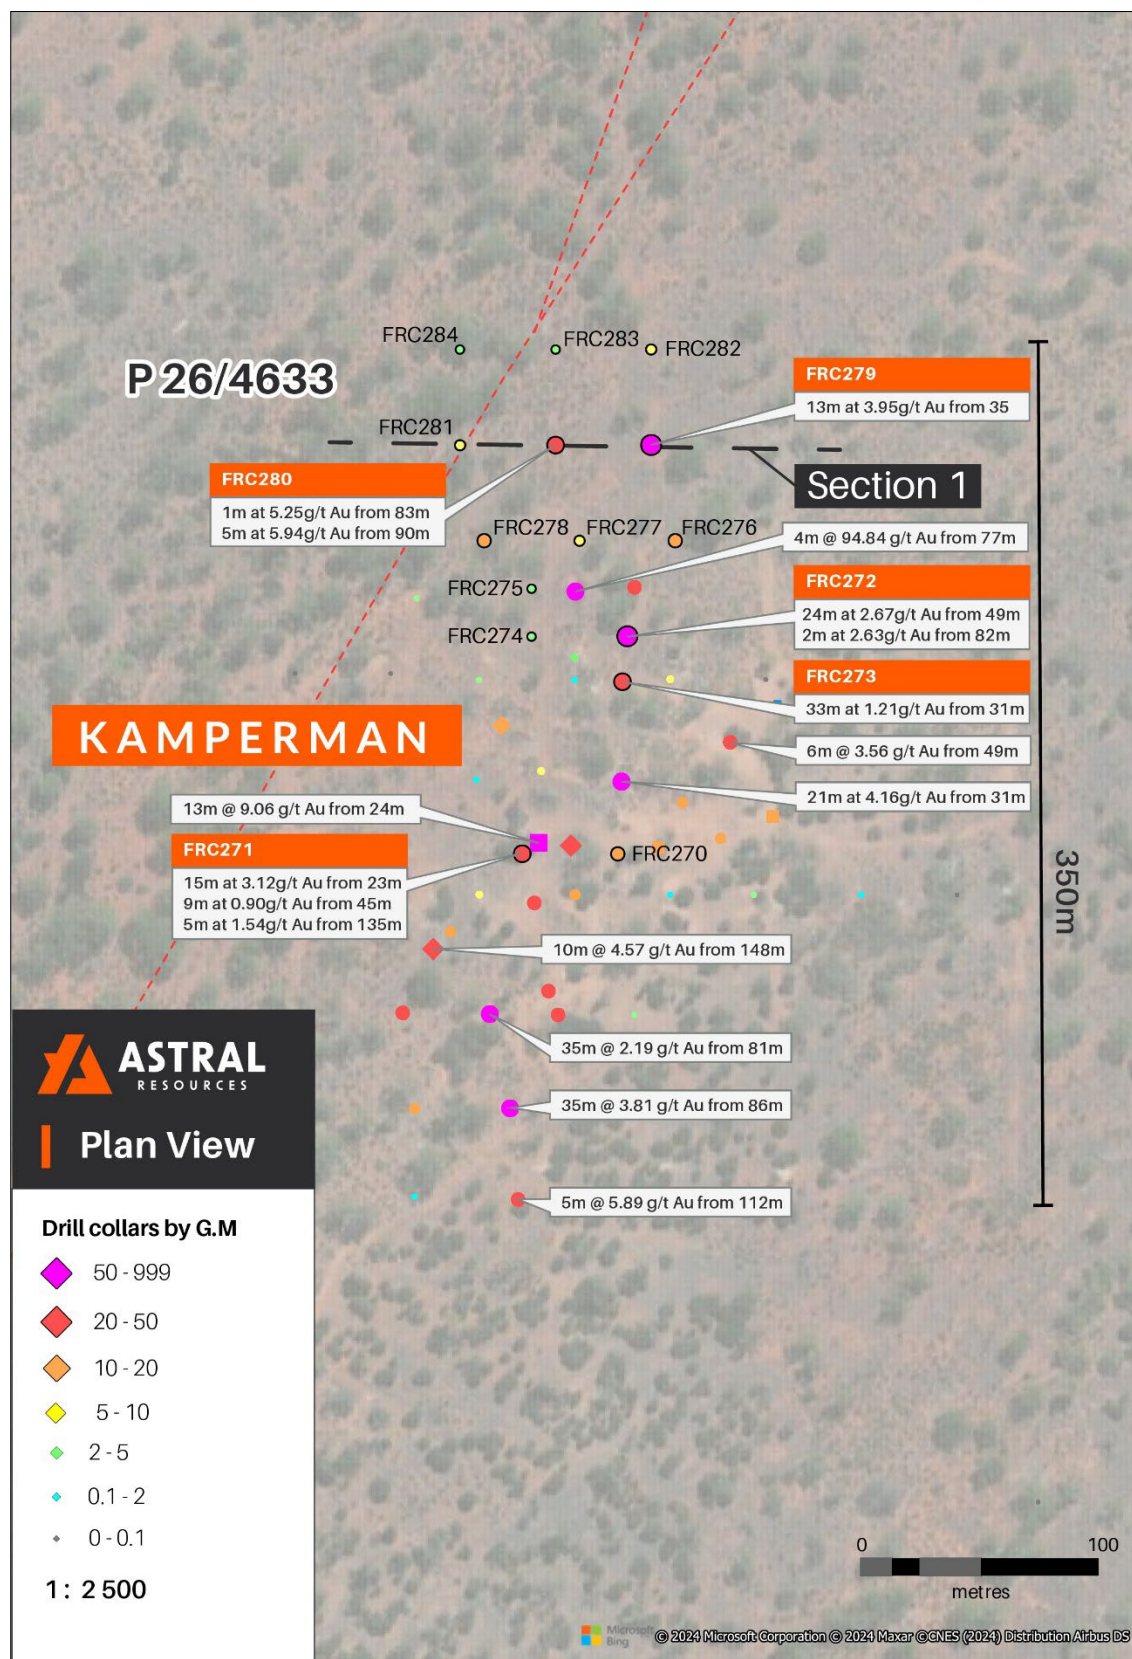 FRC284
FRC283
FRC282
P 26/4633
FRC279
13m at 3.95g/t Au from 35
FRC281
Section 1
FRC280
1m at 5.25g/t Au from 83m
5m at 5.94g/t Au from 90m
FRC278
FRC277
FRC276
4m @ 94.84 g/t Au from 77m
FRC275
FRC272
24m at 2.67g/t Au from 49m
2m at 2.63g/t Au from 82m
FRC274
FRC273
33m at 1.21g/t Au from 31m
KAMPERMAN
6m @ 3.56 g/t Au from 49m
21m at 4.16g/t Au from 31m
13m @ 9.06 g/t Au from 24m
FRC271
15m at 3.12g/t Au from 23m
9m at 0.90g/t Au from 45m
5m at 1.54g/t Au from 135m
FRC270
350m
10m @ 4.57 g/t Au from 148m
35m @ 2.19 g/t Au from 81m
35m @ 3.81 g/t Au from 86m
5m @ 5.89 g/t Au from 112m
ASTRAL
RESOURCES
Plan View
Drill collars by G.M
50 - 999
20 - 50
10 - 20
5 - 10
2 - 5
0.1 - 2
0 - 0.1
1 : 2 500
0 100
metres
Microsoft
Bing
© 2024 Microsoft Corporation © 2024 Maxar ©CNES (2024) Distribution Airbus DS